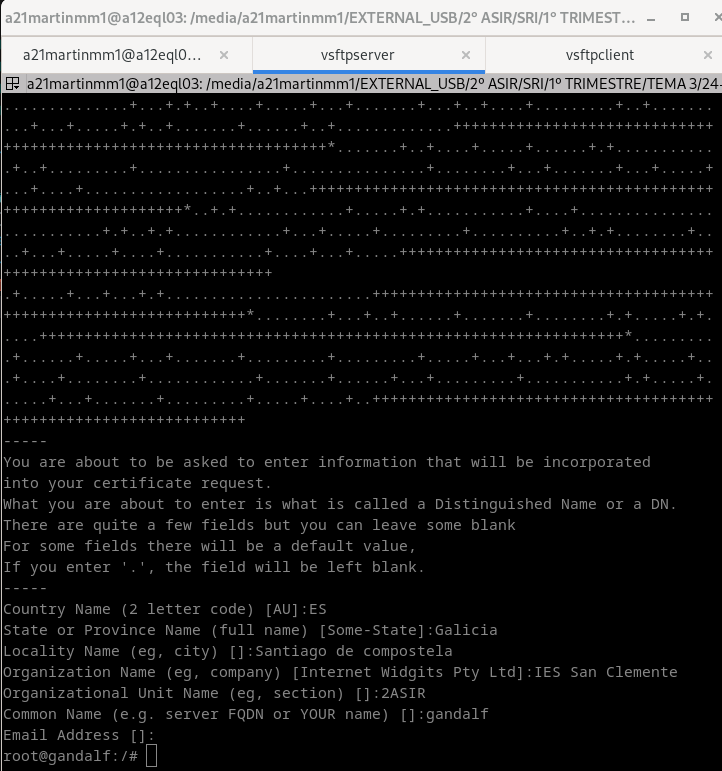 a21martinmm1@a12eql03: /media/a21martinmm1/EXTERNAL_USB/2º ASIR/SRI/1º TRIMEST...
a21martinmm1@a12eql0...
vsftpserver
vsftpclient
a21martinmm1@a12eql03: /media/a21martinmm1/EXTERNAL_USB/2º ASIR/SRI/1º TRIMESTRE/TEMA 3/24-
-----
You are about to be asked to enter information that will be incorporated
into your certificate request.
What you are about to enter is what is called a Distinguished Name or a DN.
There are quite a few fields but you can leave some blank
For some fields there will be a default value,
If you enter '.', the field will be left blank.
-----
Country Name (2 letter code) [AU]:ES
State or Province Name (full name) [Some-State]:Galicia
Locality Name (eg, city) []:Santiago de compostela
Organization Name (eg, company) [Internet Widgits Pty Ltd]:IES San Clemente
Organizational Unit Name (eg, section) []:2ASIR
Common Name (e.g. server FQDN or YOUR name) []:gandalf
Email Address []:
root@gandalf:/#